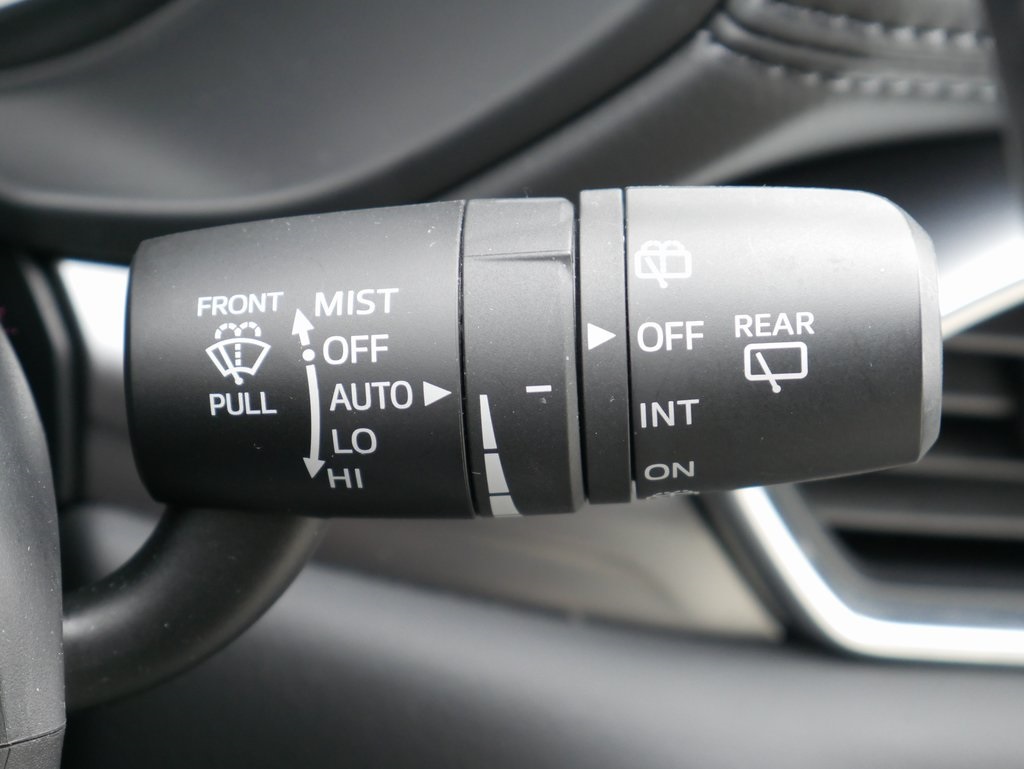 FRONT
PULL
MIST
OFF
AUTO
LO
HI
OFF
INT
ON
REAR